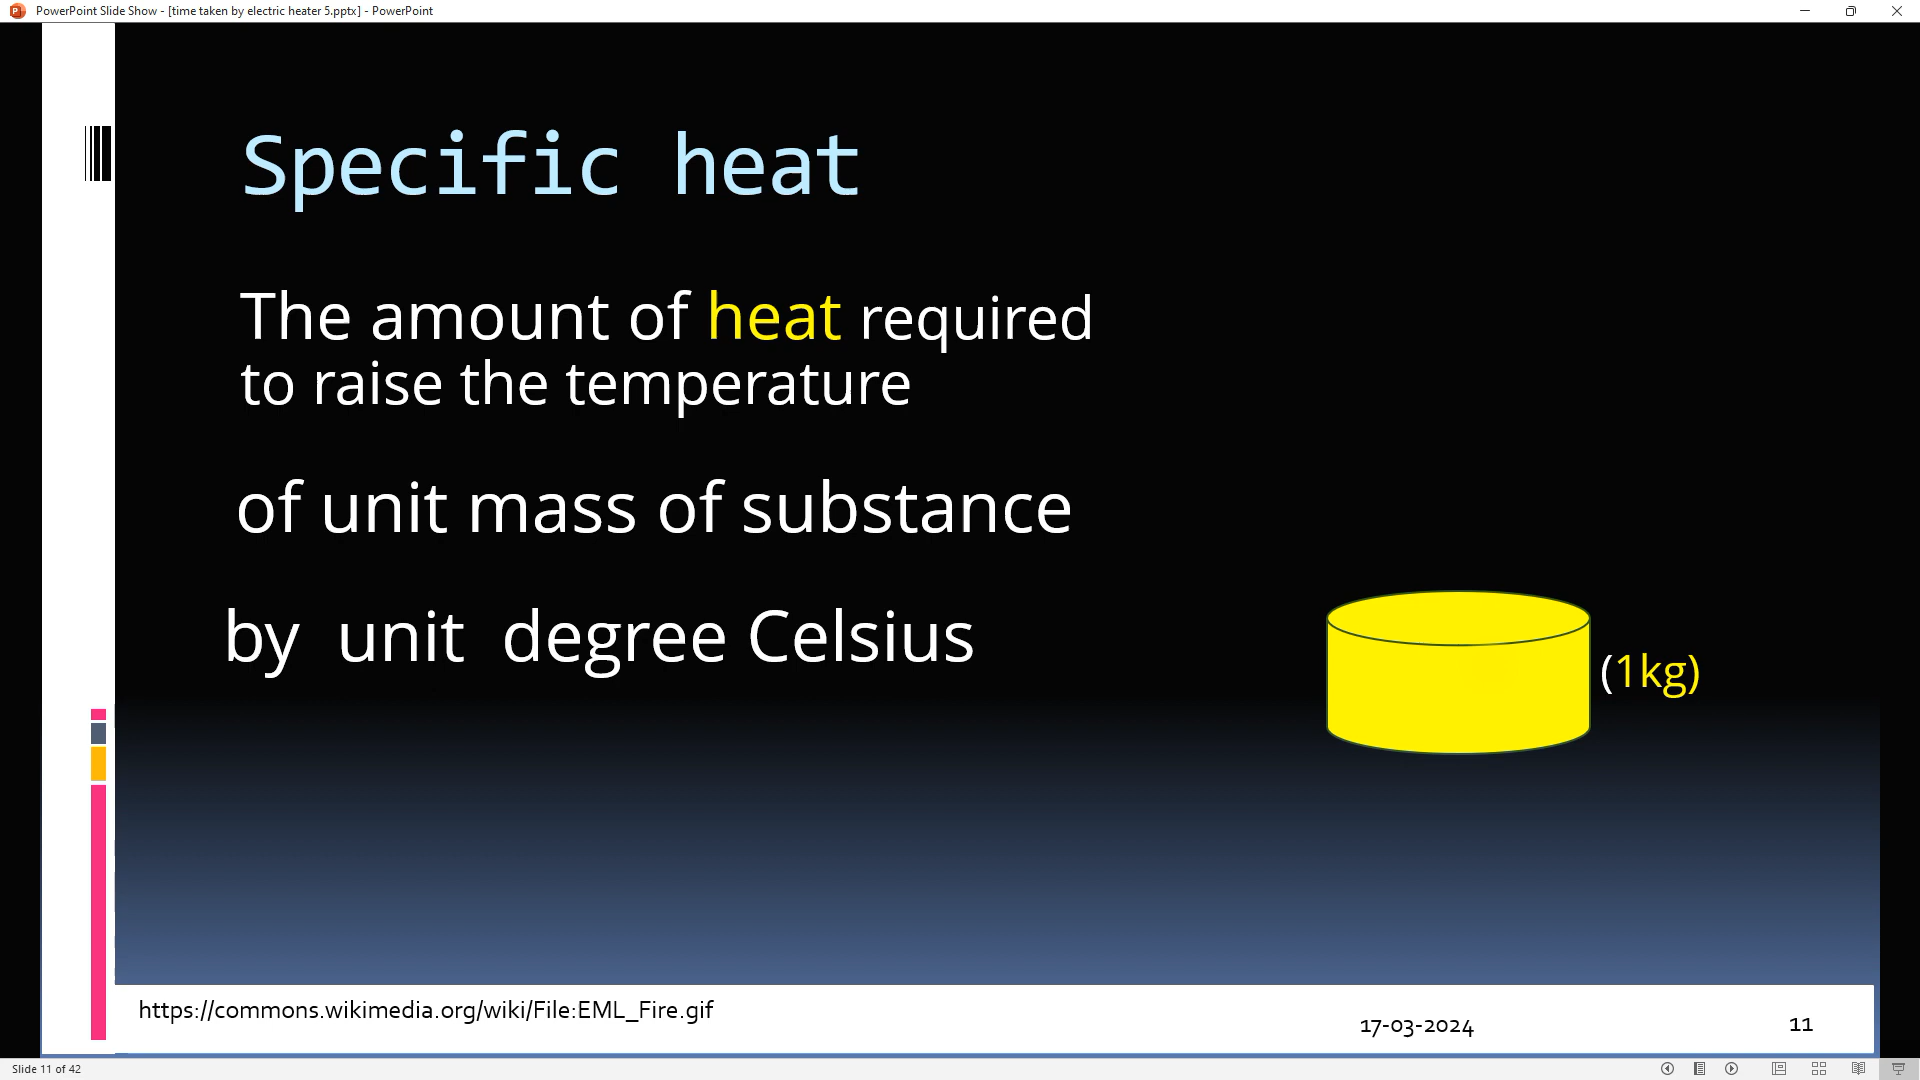 PowerPoint Slide Show - [time taken by electric heater 5.pptx] - PowerPoint
Specific heat
The amount of heat required
to raise the temperature
of unit mass of substance
by unit degree Celsius
(1kg)
https://commons.wikimedia.org/wiki/File:EML_Fire.gif
17-03-2024
11
Slide 11 of 42